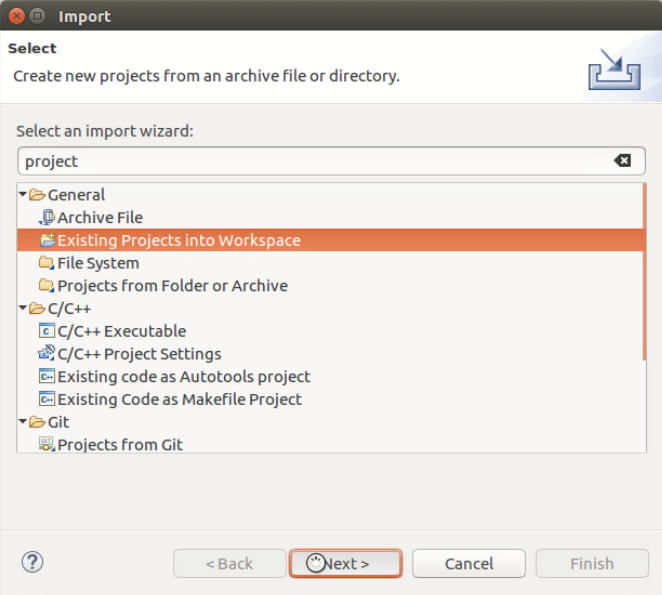 Import
Select
Create new projects from an archive file or directory.
Select an import wizard:
project
General
Archive File
Existing Projects into Workspace
File System
Projects from Folder or Archive
C/C++
C/C++ Executable
C/C++ Project Settings
Existing code as Autotools project
Existing Code as Makefile Project
Git
Projects from Git
? < Back Next > Cancel Finish